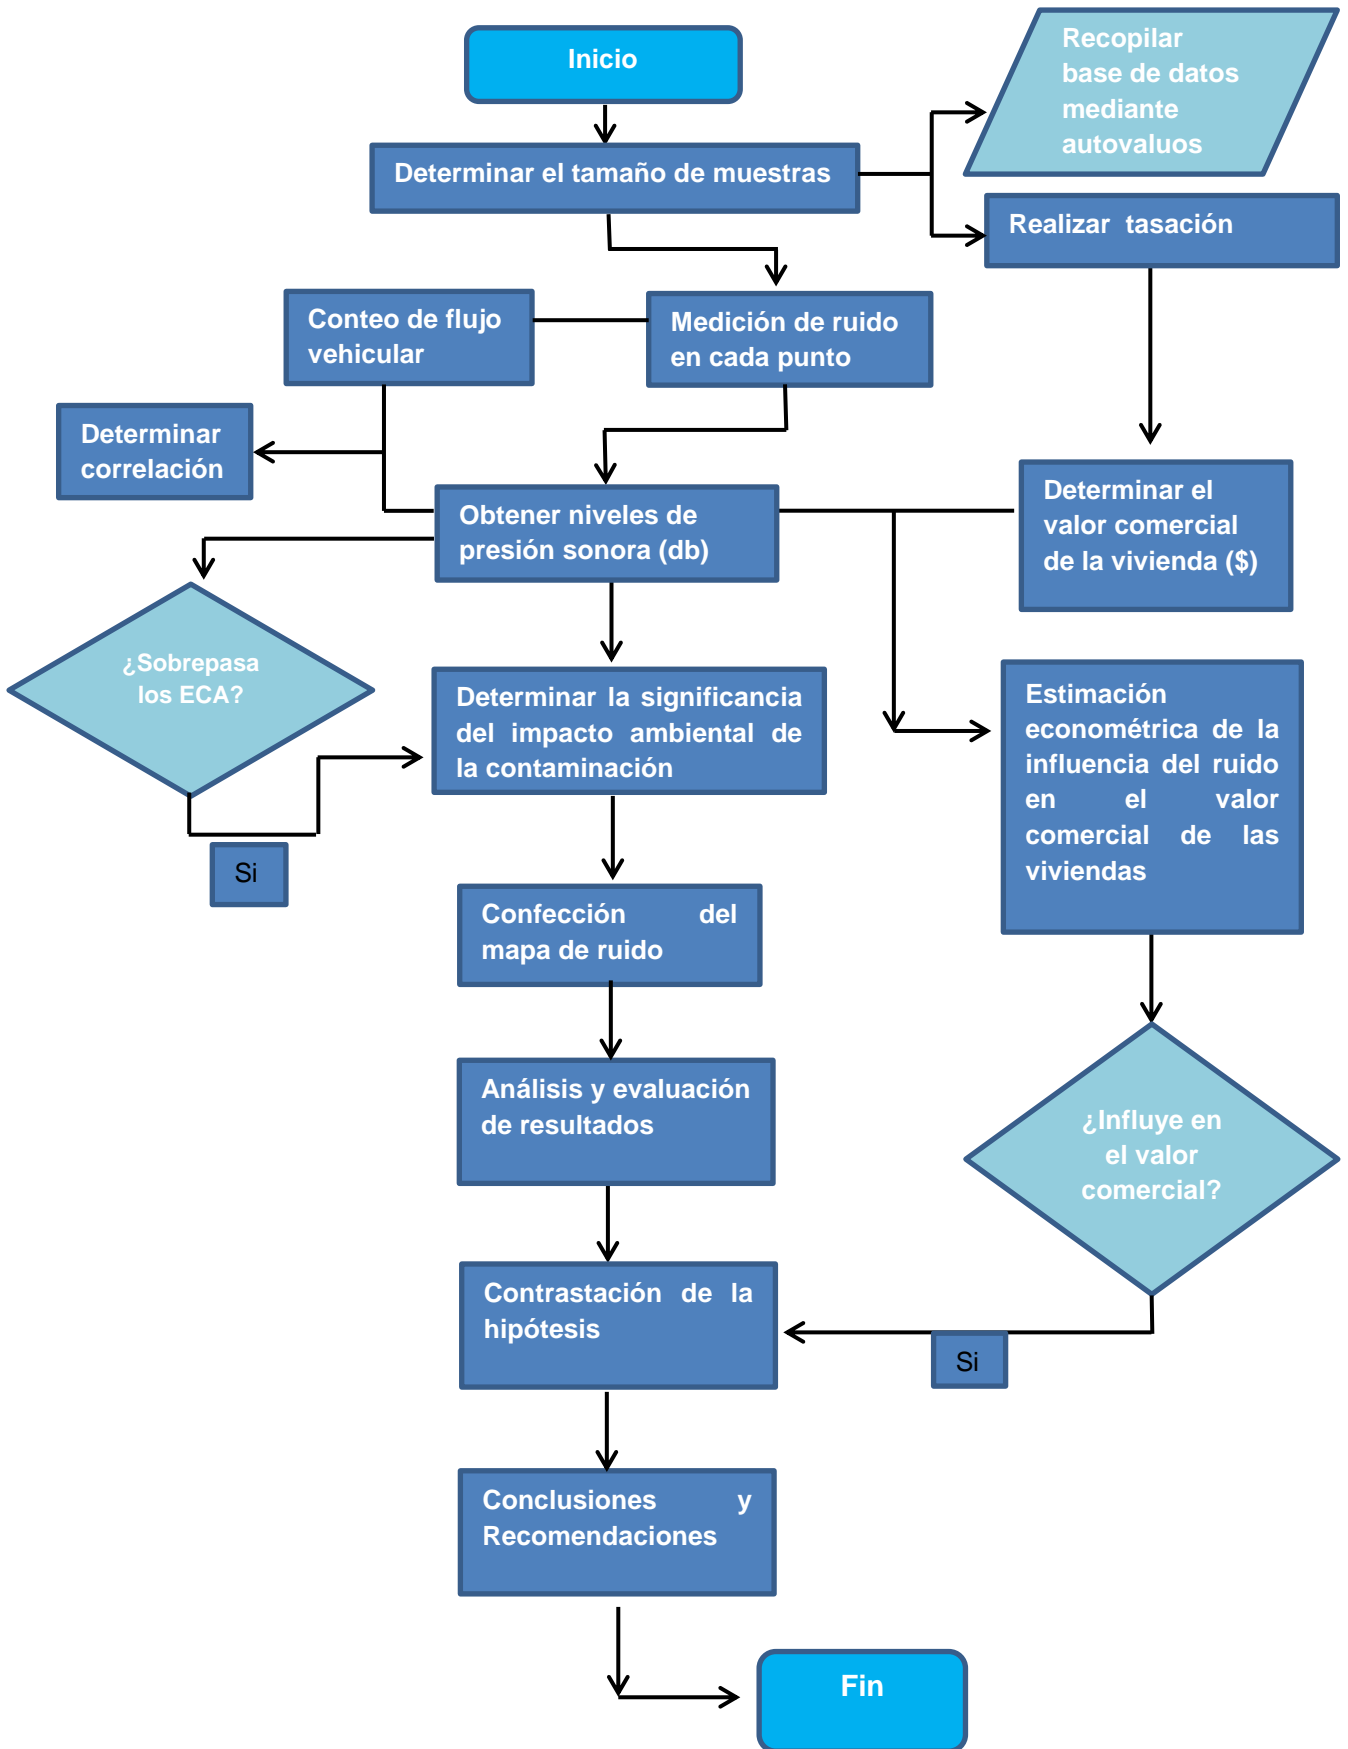 Inicio
Recopilar
base de datos
mediante
autovaluos
Determinar el tamaño de muestras
Realizar tasación
Conteo de flujo
vehicular
Medición de ruido
en cada punto
Determinar
correlación
Obtener niveles de
presión sonora (db)
Determinar el
valor comercial
de la vivienda ($)
¿Sobrepasa
los ECA?
Determinar la significancia
del impacto ambiental de
la contaminación
Estimación
econométrica de la
influencia del ruido
en el valor
comercial de las
viviendas
Si
Confección del
mapa de ruido
Análisis y evaluación
de resultados
¿Influye en
el valor
comercial?
Contrastación de la
hipótesis
Si
Conclusiones y
Recomendaciones
Fin